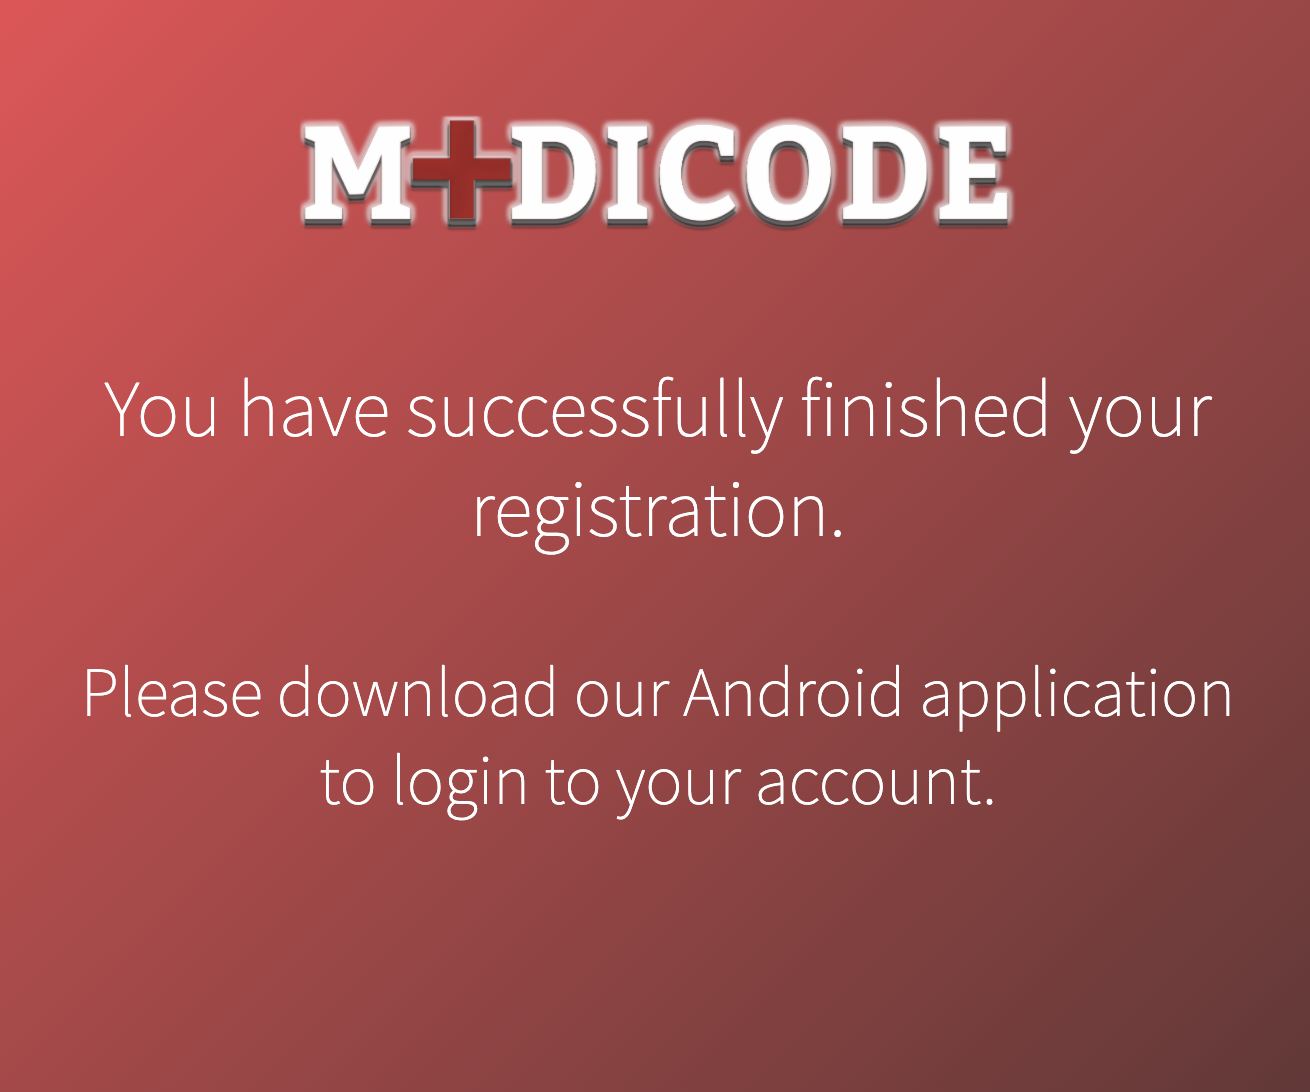 M+DICODE
You have successfully finished your
registration.
Please download our Android application
to login to your account.